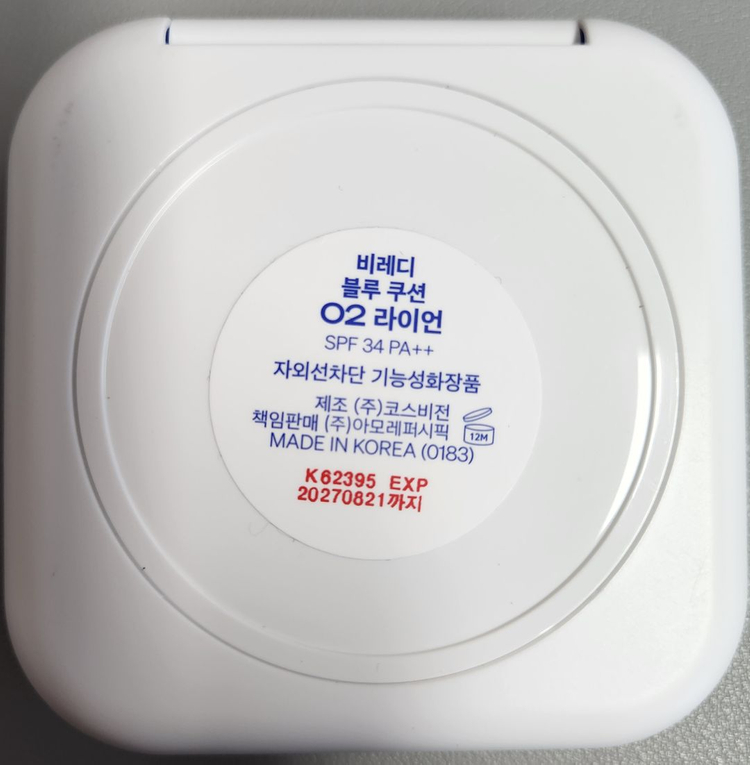 비레디
블루 쿠션
02 라이언
SPF 34 PA++
자외선차단 기능성화장품
제조 (주)코스비전
책임판매 (주)아모레퍼시픽
12M
MADE IN KOREA (0183)
K62395 EXP
20270821까지